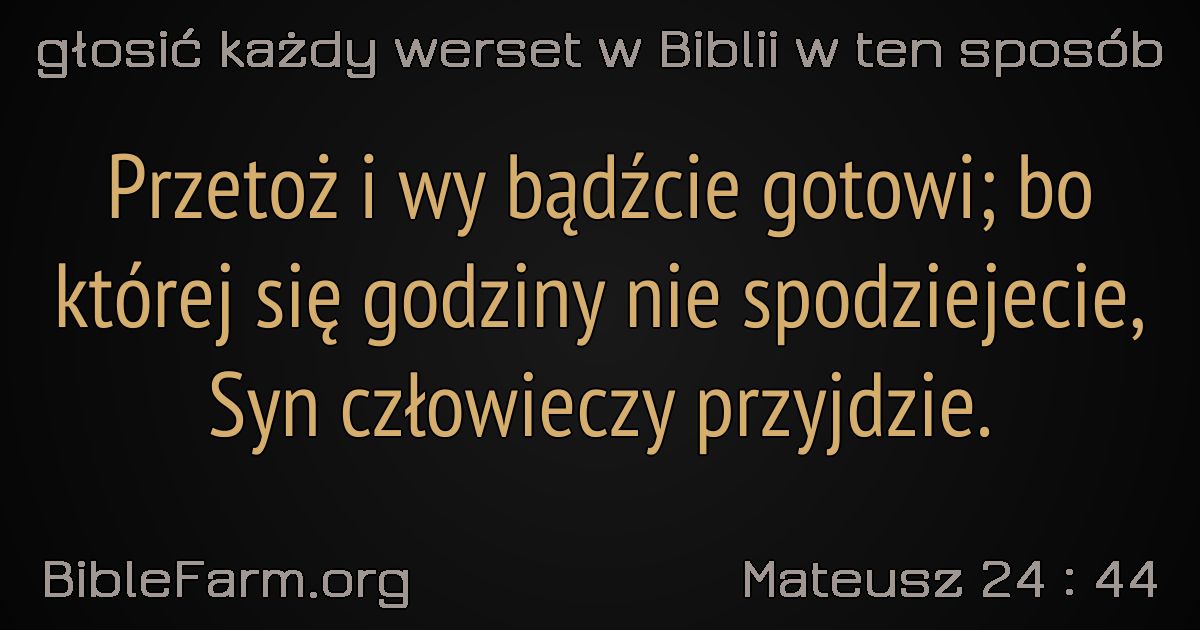 głosić każdy werset w Biblii w ten sposób
Przetoż i wy bądźcie gotowi; bo
której się godziny nie spodziejecie,
Syn człowieczy przyjdzie.
BibleFarm.org
Mateusz 24 : 44